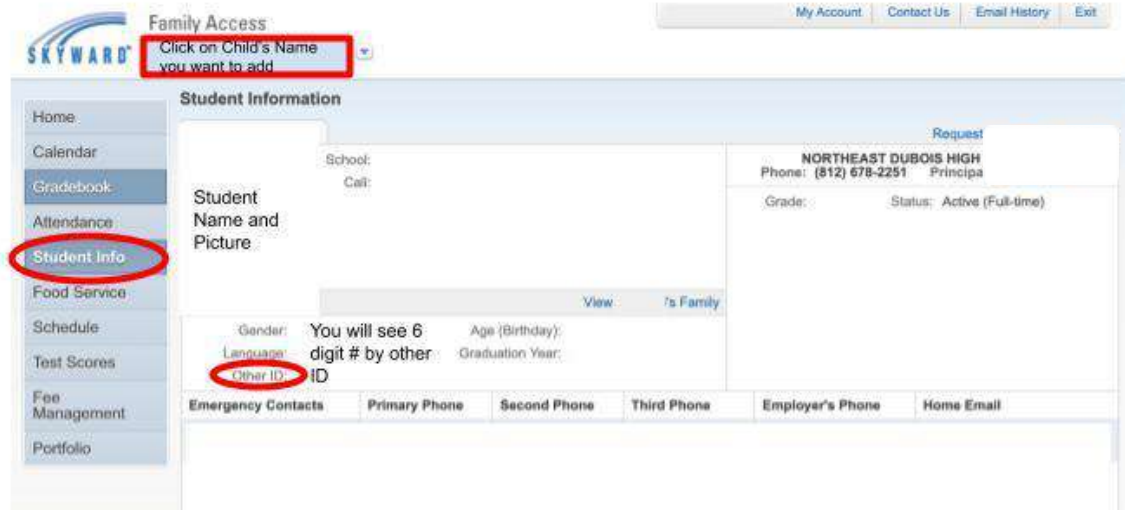 My Account Contact Us Email History Exit
Family Access
SKYWARD
Click on Child's Name
you want to add
Student Information
Home
Calendar
Gradebook
Attendance
Student Info
Food Service
Schedule
Test Scores
Fee
Management
Portfolio
Request
School:
Call:
Student
Name and
Picture
NORTHEAST DUBOIS HIGH
Phone: (812) 678-2251 Principa
Grade: Status: Active (Full-time)
View 's Family
Gender: You will see 6 Age (Birthday):
Language: digit # by other Graduation Year:
Other ID: ID
Emergency Contacts Primary Phone Second Phone Third Phone Employer's Phone Home Email